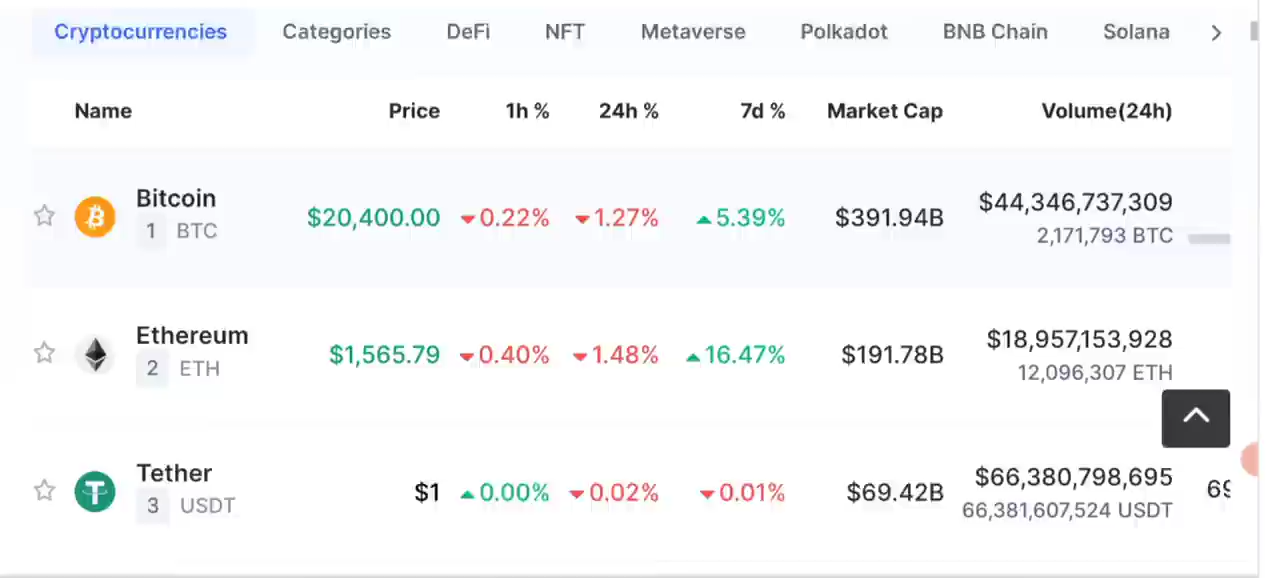 Cryptocurrencies Categories DeFi NFT Metaverse Polkadot BNB Chain Solana
Name Price 1h % 24h % 7d % Market Cap Volume(24h)
Bitcoin
1 BTC
$20,400.00 0.22% 1.27% 5.39% $391.94B
$44,346,737,309
2,171,793 BTC
Ethereum
2 ETH
$1,565.79 0.40% 1.48% 16.47% $191.78B
$18,957,153,928
12,096,307 ETH
Tether
3 USDT
$1 0.00% 0.02% 0.01% $69.42B
$66,380,798,695
66,381,607,524 USDT